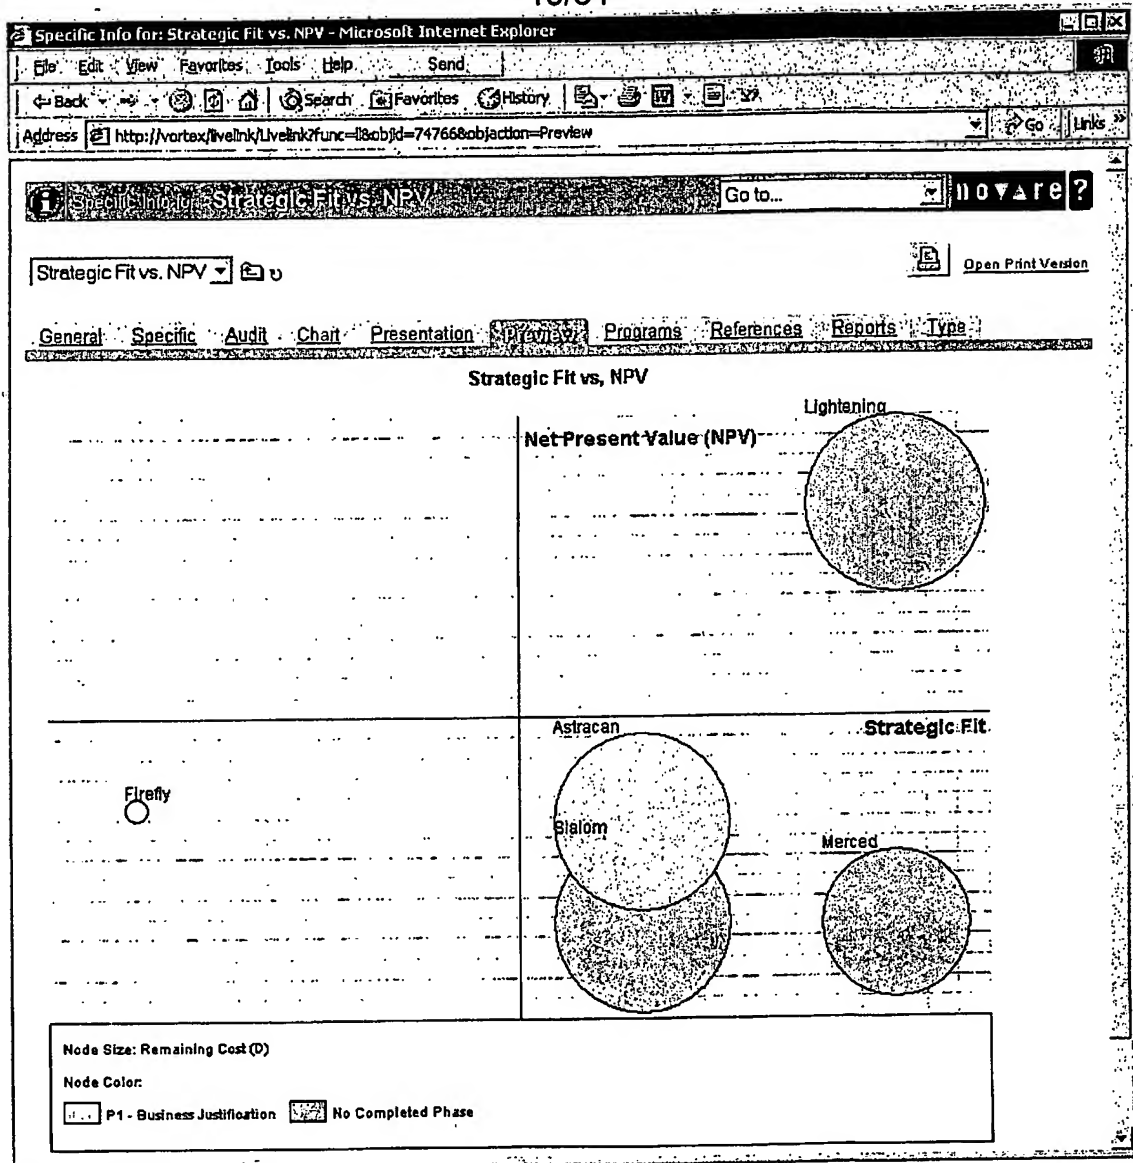 Specific Info for: Strategic Fit vs. NPV - Microsoft Internet Explorer
File Edit View Favorites Tools Help Send
Back Search Favorites History
Address http://vortex/livelink/Livelink?func=ll&objId=74766&objaction=Preview Go Links
Specific Info for Strategic Fit vs. NPV Go to... novare ?
Strategic Fit vs. NPV Open Print Version
General Specific Audit Chart Presentation Preview Programs References Reports Type
Strategic Fit vs, NPV
Lightening
Net Present Value (NPV)
Astracan Strategic Fit
Firefly
Slalom
Merced
Node Size: Remaining Cost (D)
Node Color:
P1 - Business Justification No Completed Phase